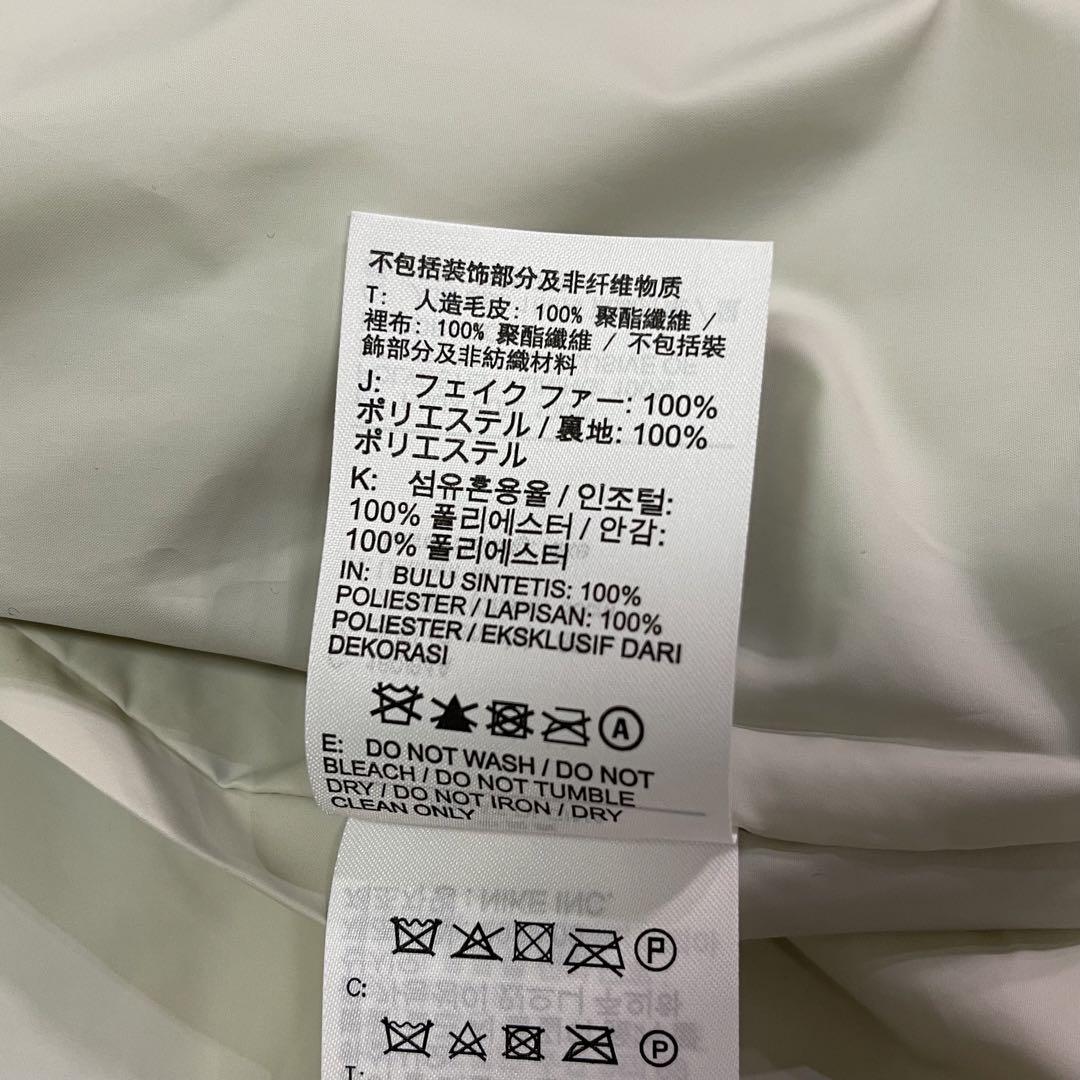 不包括装饰部分及非纤维物质
T: 人造毛皮: 100% 聚酯纖維 /
裡布: 100% 聚酯纖維 / 不包括裝
飾部分及非紡織材料
J: フェイク ファー: 100%
ポリエステル / 裏地: 100%
ポリエステル
K: 섬유혼용율 / 인조털:
100% 폴리에스터 / 안감:
100% 폴리에스터
IN: BULU SINTETIS: 100%
POLIESTER / LAPISAN: 100%
POLIESTER / EKSKLUSIF DARI
DEKORASI
A
E: DO NOT WASH / DO NOT
BLEACH / DO NOT TUMBLE
DRY / DO NOT IRON / DRY
CLEAN ONLY
P
C:
P
T: